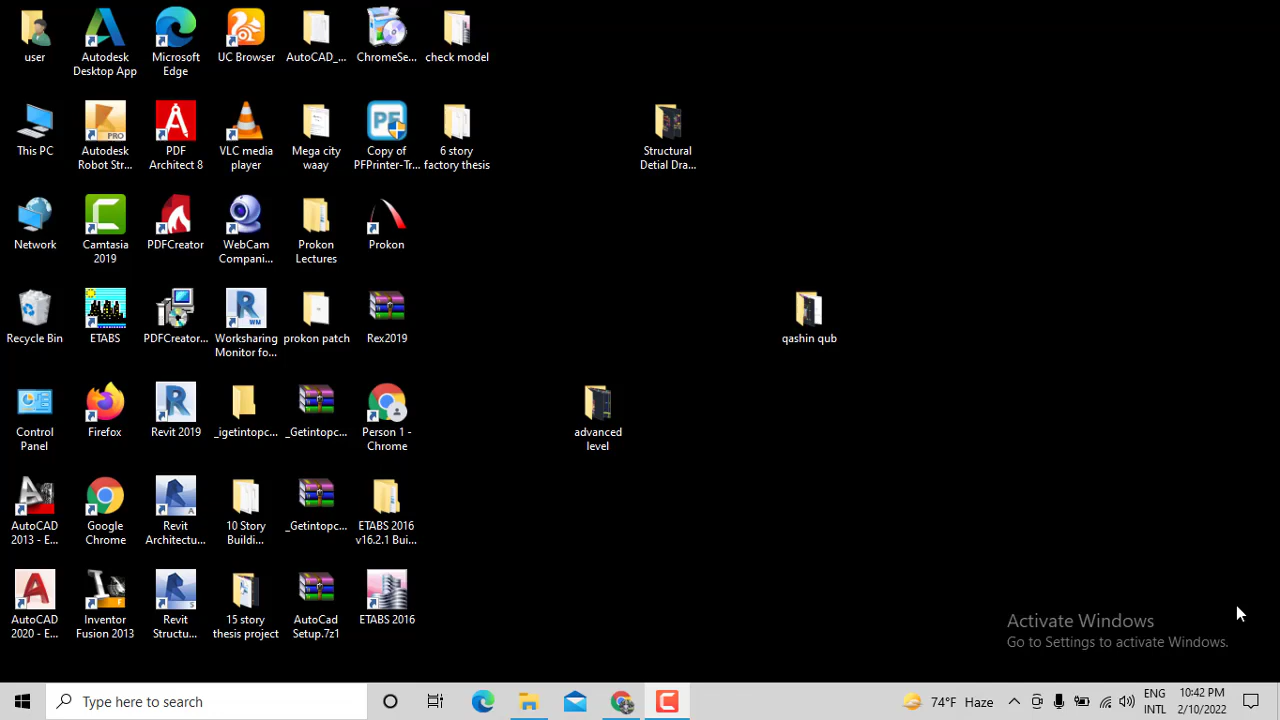 user
Autodesk
Desktop App
Microsoft
Edge
UC Browser
AutoCAD_...
ChromeSe...
check model
This PC
Autodesk
Robot Str...
PDF
Architect 8
VLC media
player
Mega city
waay
Copy of
PFPrinter-Tr...
6 story
factory thesis
Structural
Detial Dra...
Network
Camtasia
2019
PDFCreator
WebCam
Compani...
Prokon
Lectures
Prokon
Recycle Bin
ETABS
PDFCreator...
Worksharing
Monitor fo...
prokon patch
Rex2019
qashin qub
Control
Panel
Firefox
Revit 2019
_igetintopc...
_Getintopc...
Person 1 -
Chrome
advanced
level
AutoCAD
2013 - E...
Google
Chrome
Revit
Architectu...
10 Story
Buildi...
_Getintopc...
ETABS 2016
v16.2.1 Bui...
AutoCAD
2020 - E...
Inventor
Fusion 2013
Revit
Structu...
15 story
thesis project
AutoCad
Setup.7z1
ETABS 2016
Activate Windows
Go to Settings to activate Windows.
Type here to search
74°F Haze
ENG
INTL
10:42 PM
2/10/2022